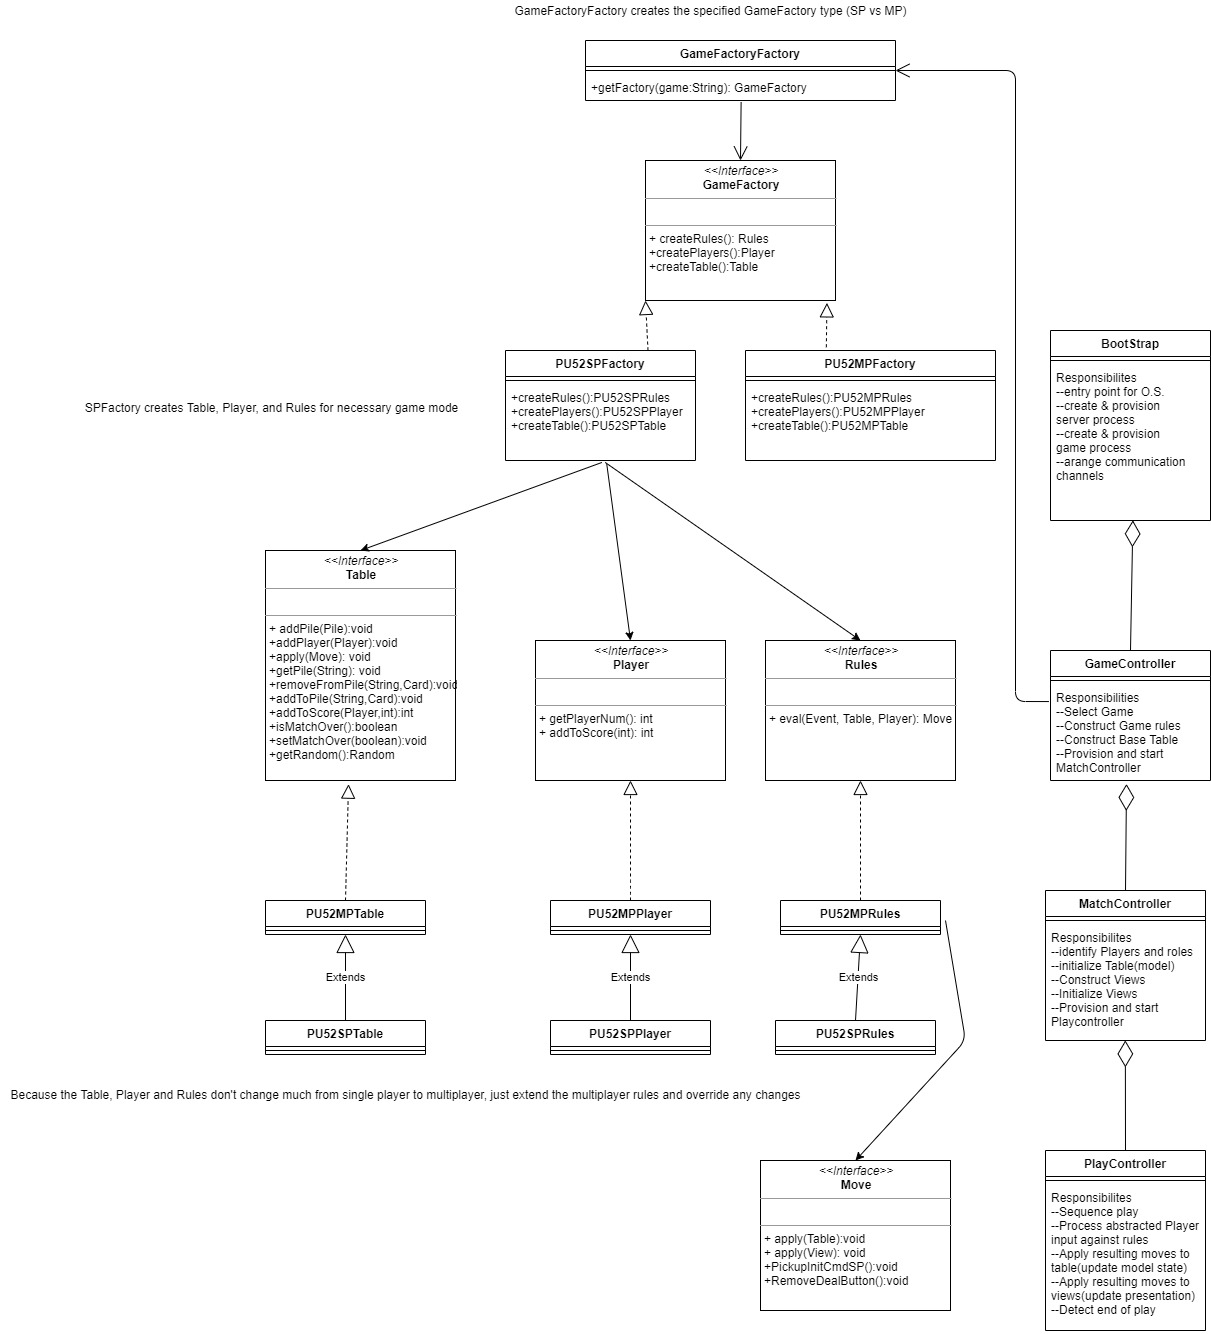 GameFactoryFactory creates the specified GameFactory type (SP vs MP)
GameFactoryFactory
+getFactory(game:String): GameFactory
<<Interface>>
GameFactory
+ createRules(): Rules
+createPlayers():Player
+createTable():Table
PU52SPFactory
+createRules():PU52SPRules
+createPlayers():PU52SPPlayer
+createTable():PU52SPTable
PU52MPFactory
+createRules():PU52MPRules
+createPlayers():PU52MPPlayer
+createTable():PU52MPTable
SPFactory creates Table, Player, and Rules for necessary game mode
BootStrap
Responsibilites
--entry point for O.S.
--create & provision
server process
--create & provision
game process
--arange communication
channels
<<Interface>>
Table
+ addPile(Pile):void
+addPlayer(Player):void
+apply(Move): void
+getPile(String): void
+removeFromPile(String,Card):void
+addToPile(String,Card):void
+addToScore(Player,int):int
+isMatchOver():boolean
+setMatchOver(boolean):void
+getRandom():Random
<<Interface>>
Player
+ getPlayerNum(): int
+ addToScore(int): int
<<Interface>>
Rules
+ eval(Event, Table, Player): Move
GameController
Responsibilities
--Select Game
--Construct Game rules
--Construct Base Table
--Provision and start
MatchController
PU52MPTable
PU52MPPlayer
PU52MPRules
Extends
Extends
Extends
PU52SPTable
PU52SPPlayer
PU52SPRules
MatchController
Responsibilites
--identify Players and roles
--initialize Table(model)
--Construct Views
--Initialize Views
--Provision and start
Playcontroller
Because the Table, Player and Rules don't change much from single player to multiplayer, just extend the multiplayer rules and override any changes
<<Interface>>
Move
+ apply(Table):void
+ apply(View): void
+PickupInitCmdSP():void
+RemoveDealButton():void
PlayController
Responsibilites
--Sequence play
--Process abstracted Player
input against rules
--Apply resulting moves to
table(update model state)
--Apply resulting moves to
views(update presentation)
--Detect end of play